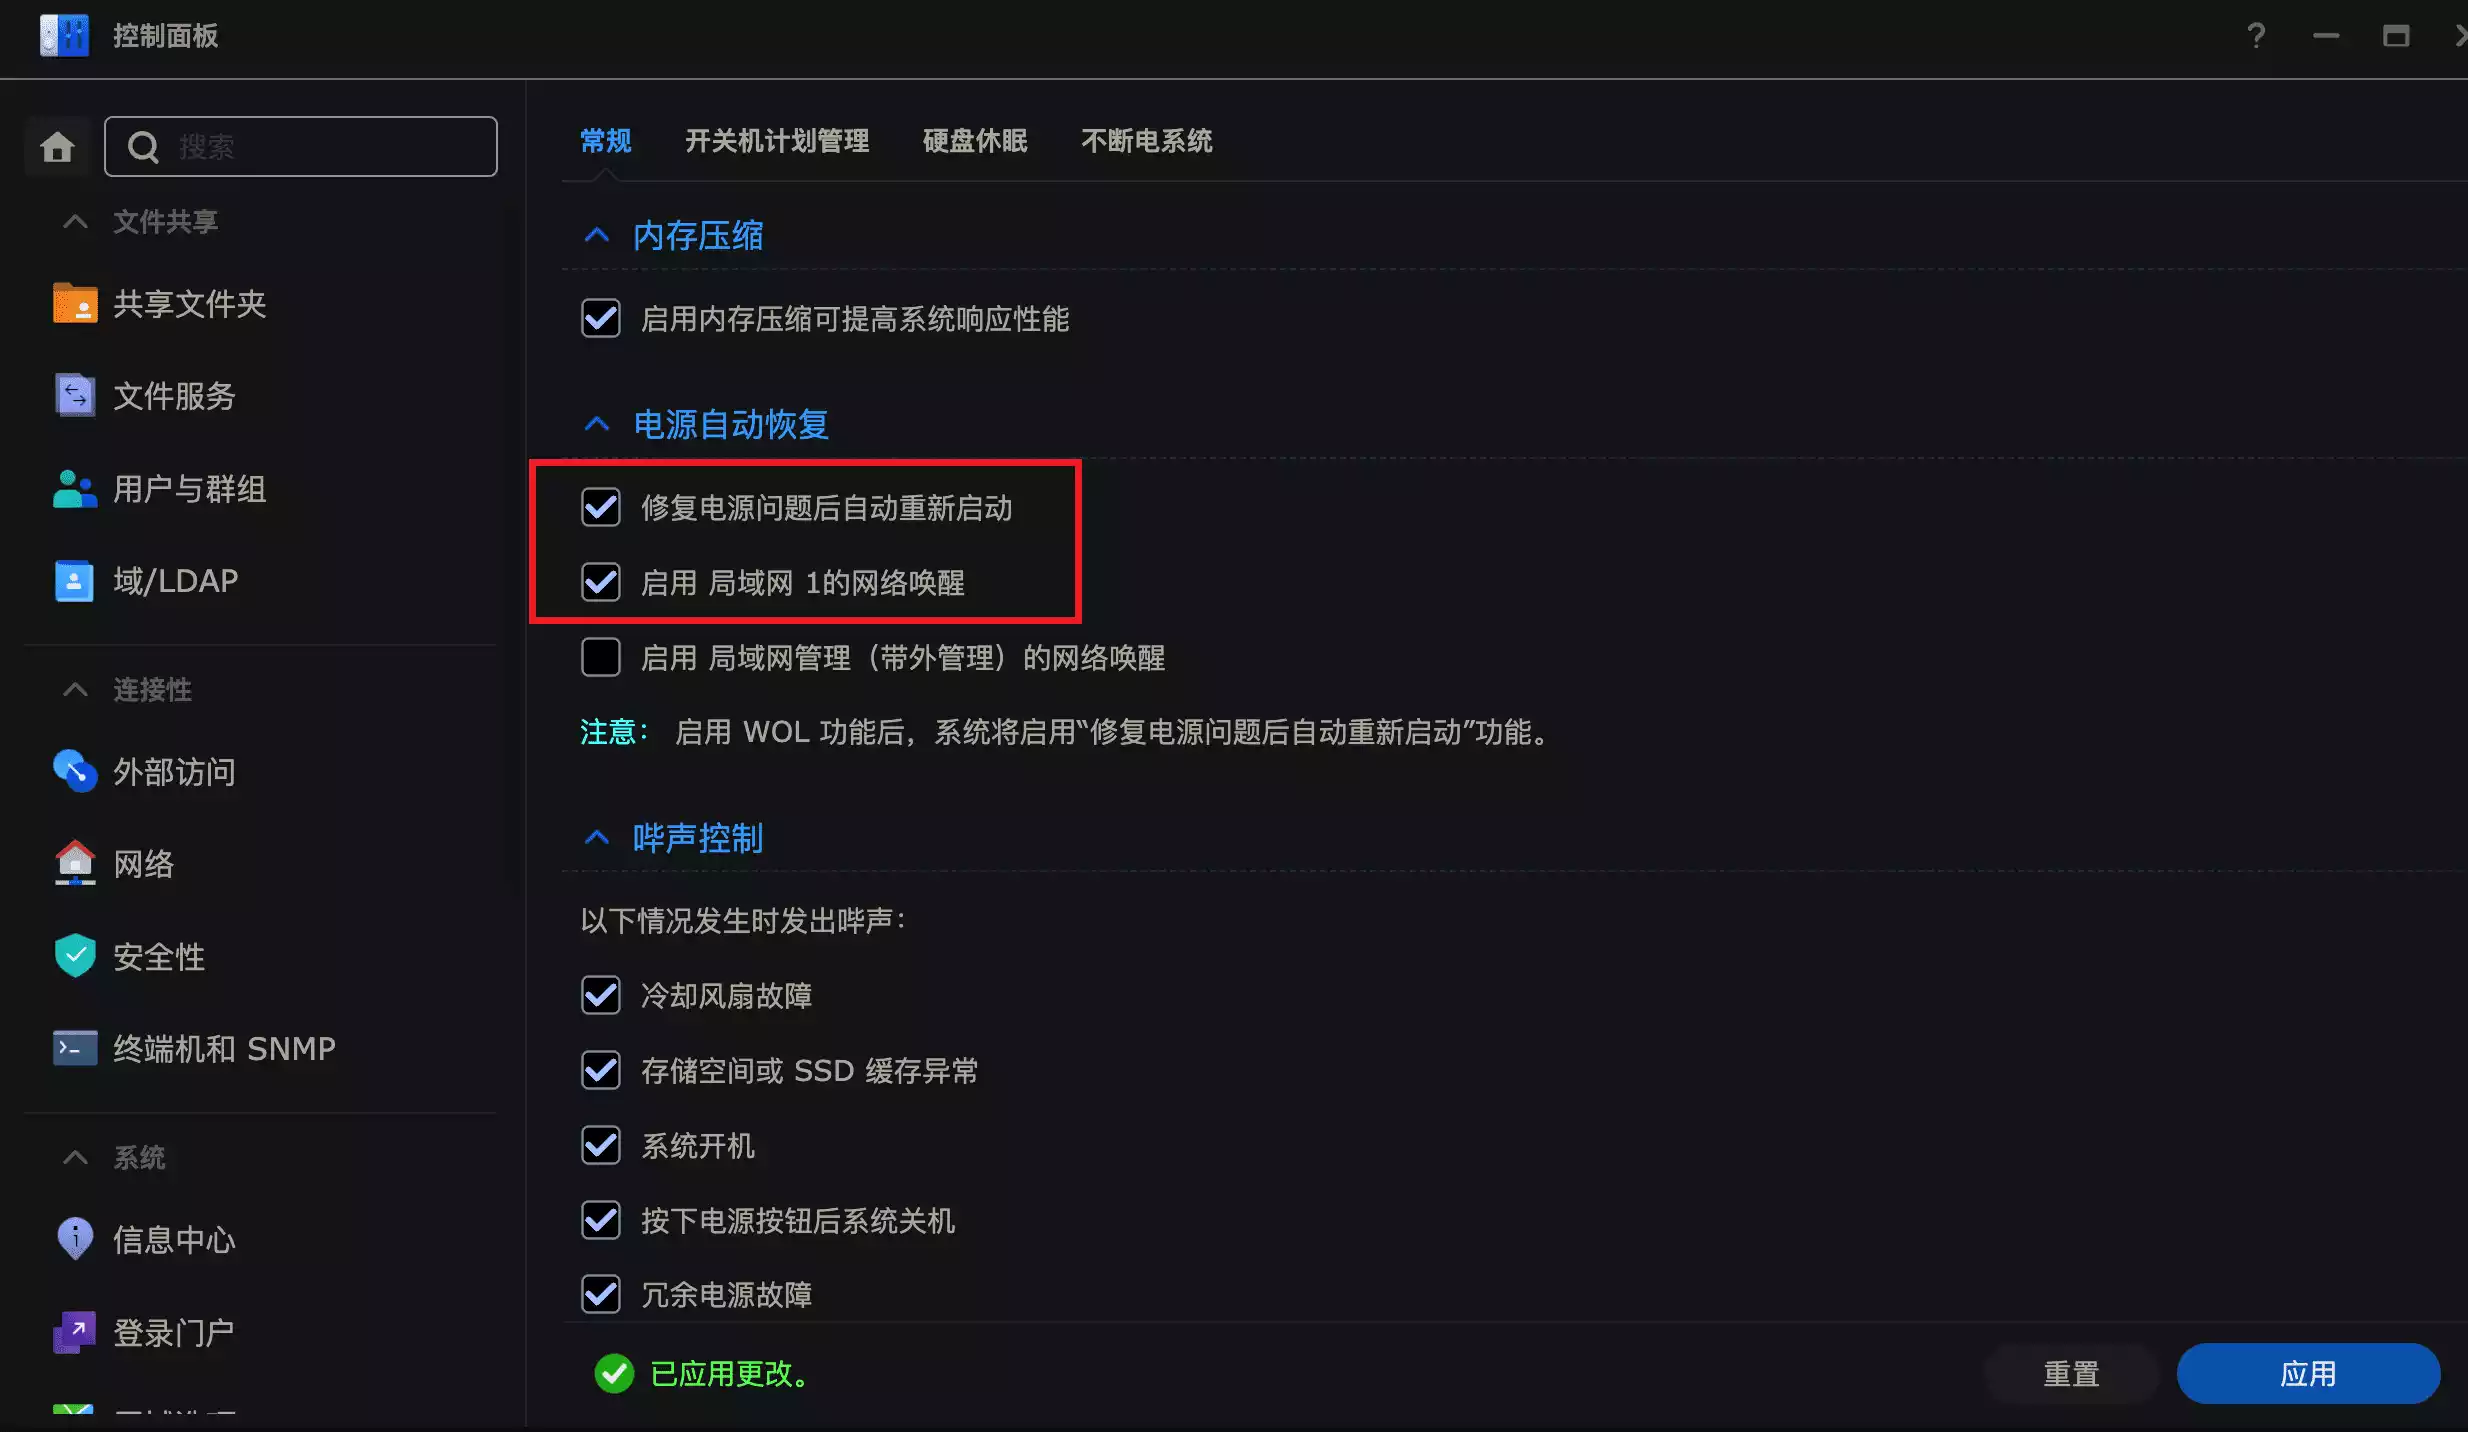 控制面板
搜索
文件共享
共享文件夹
文件服务
用户与群组
域/LDAP
连接性
外部访问
网络
安全性
终端机和 SNMP
系统
信息中心
登录门户
常规
开关机计划管理
硬盘休眠
不断电系统
内存压缩
启用内存压缩可提高系统响应性能
电源自动恢复
修复电源问题后自动重新启动
启用 局域网 1的网络唤醒
启用 局域网管理（带外管理）的网络唤醒
注意： 启用 WOL 功能后，系统将启用“修复电源问题后自动重新启动”功能。
哔声控制
以下情况发生时发出哔声：
冷却风扇故障
存储空间或 SSD 缓存异常
系统开机
按下电源按钮后系统关机
冗余电源故障
已应用更改。
重置
应用